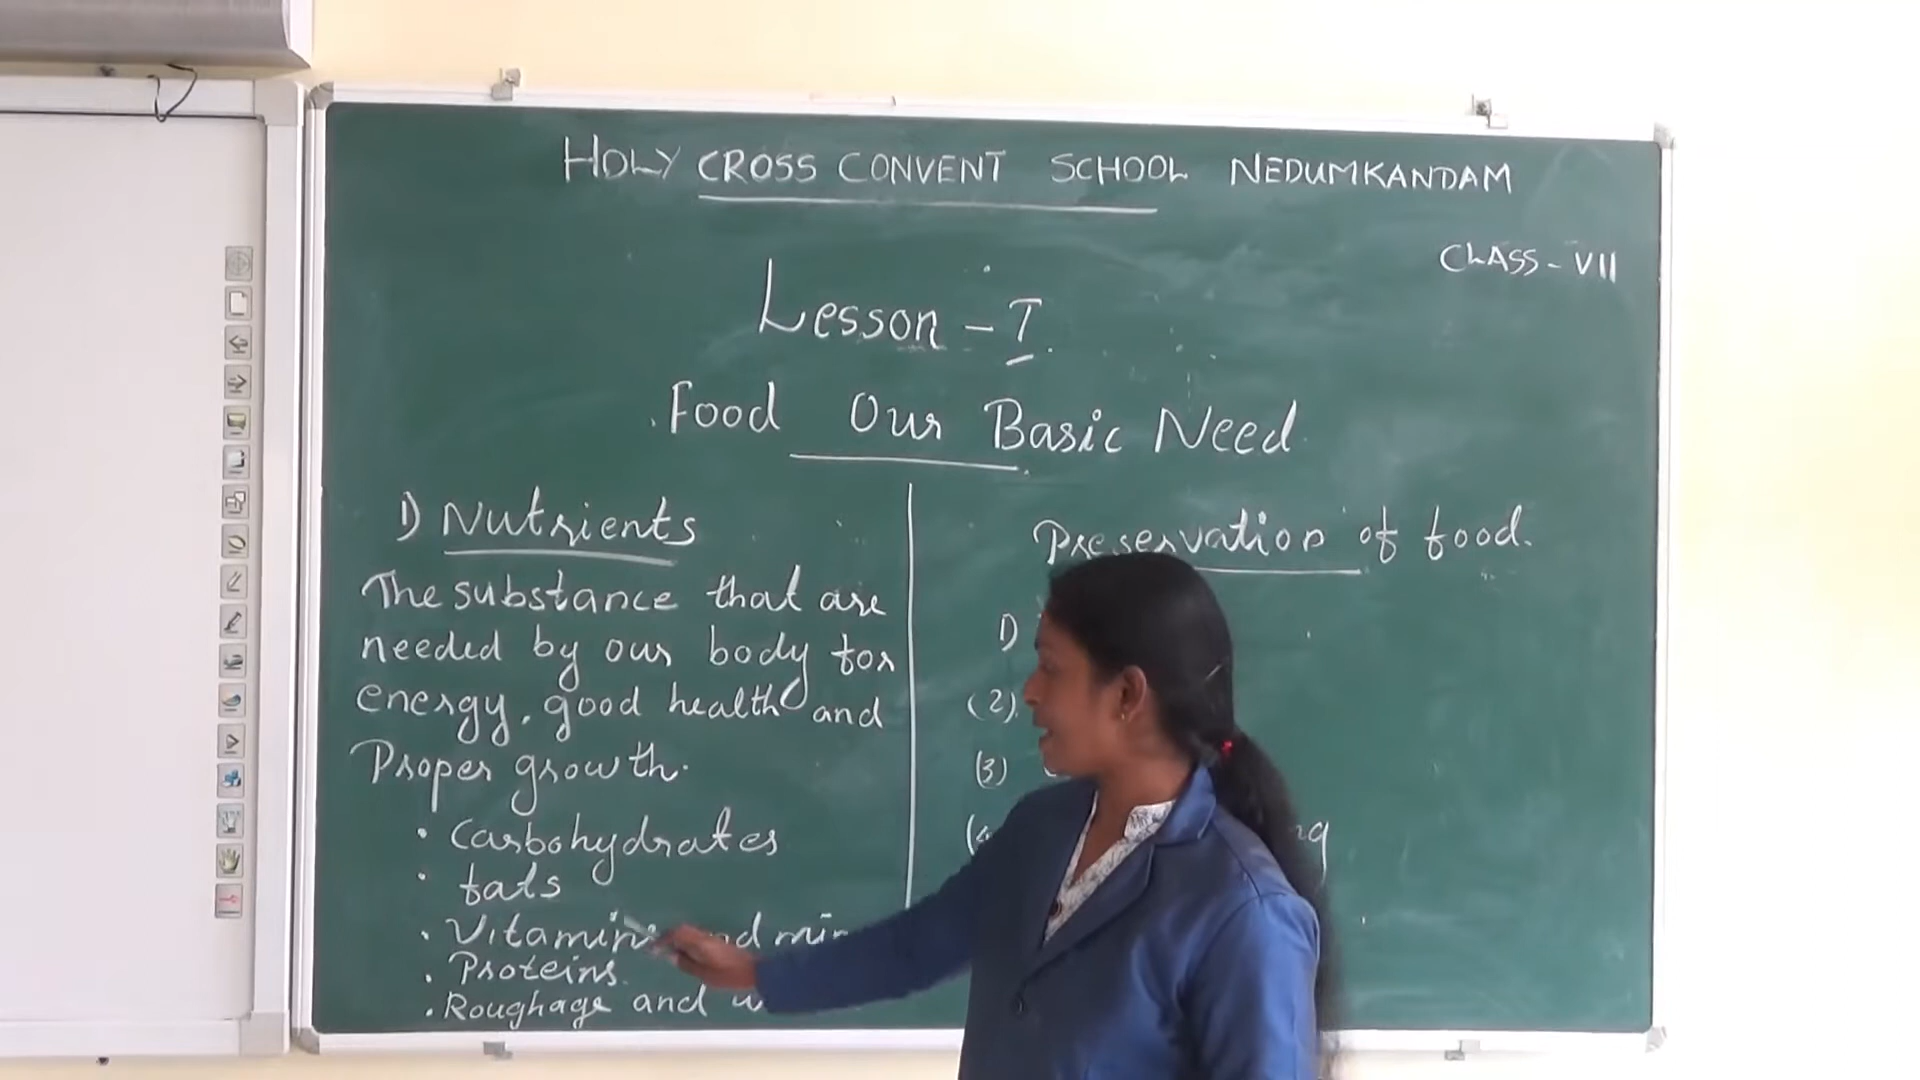 HOLY CROSS CONVENT SCHOOL NEDUMKANDAM
CLASS - VII
Lesson - I
Food Our Basic Need
1) Nutrients
The substance that are
needed by our body for
energy, good health and
Proper growth.
• Carbohydrates
• fats
• Vitamins and
• Proteins.
• Roughage and
Preservation of food.
1)
(2)
(3)